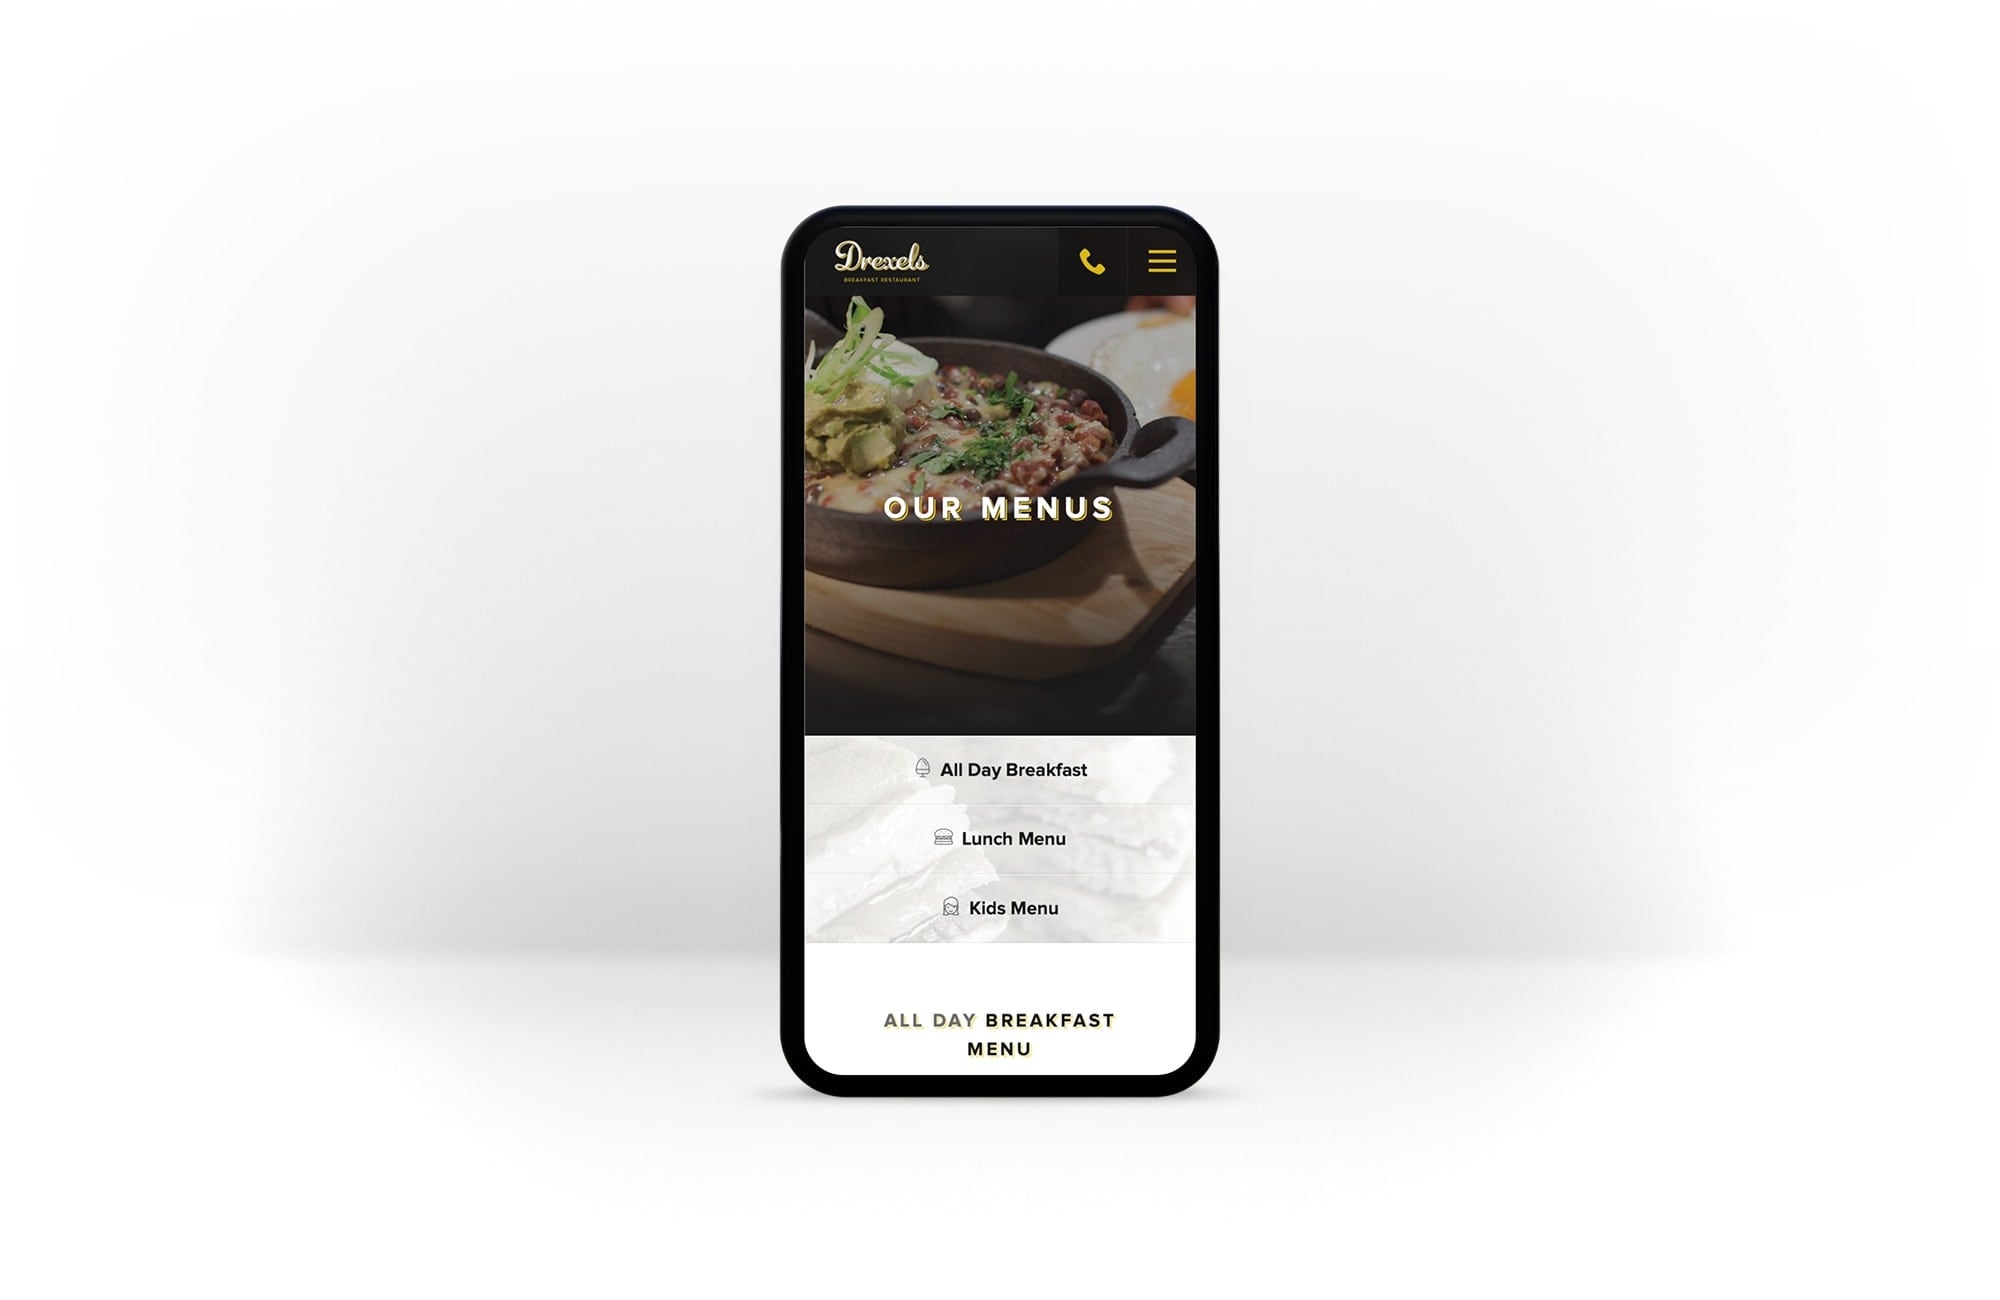 Drexels
BREAKFAST RESTAURANT
OUR MENUS
All Day Breakfast
Lunch Menu
Kids Menu
ALL DAY BREAKFAST
MENU